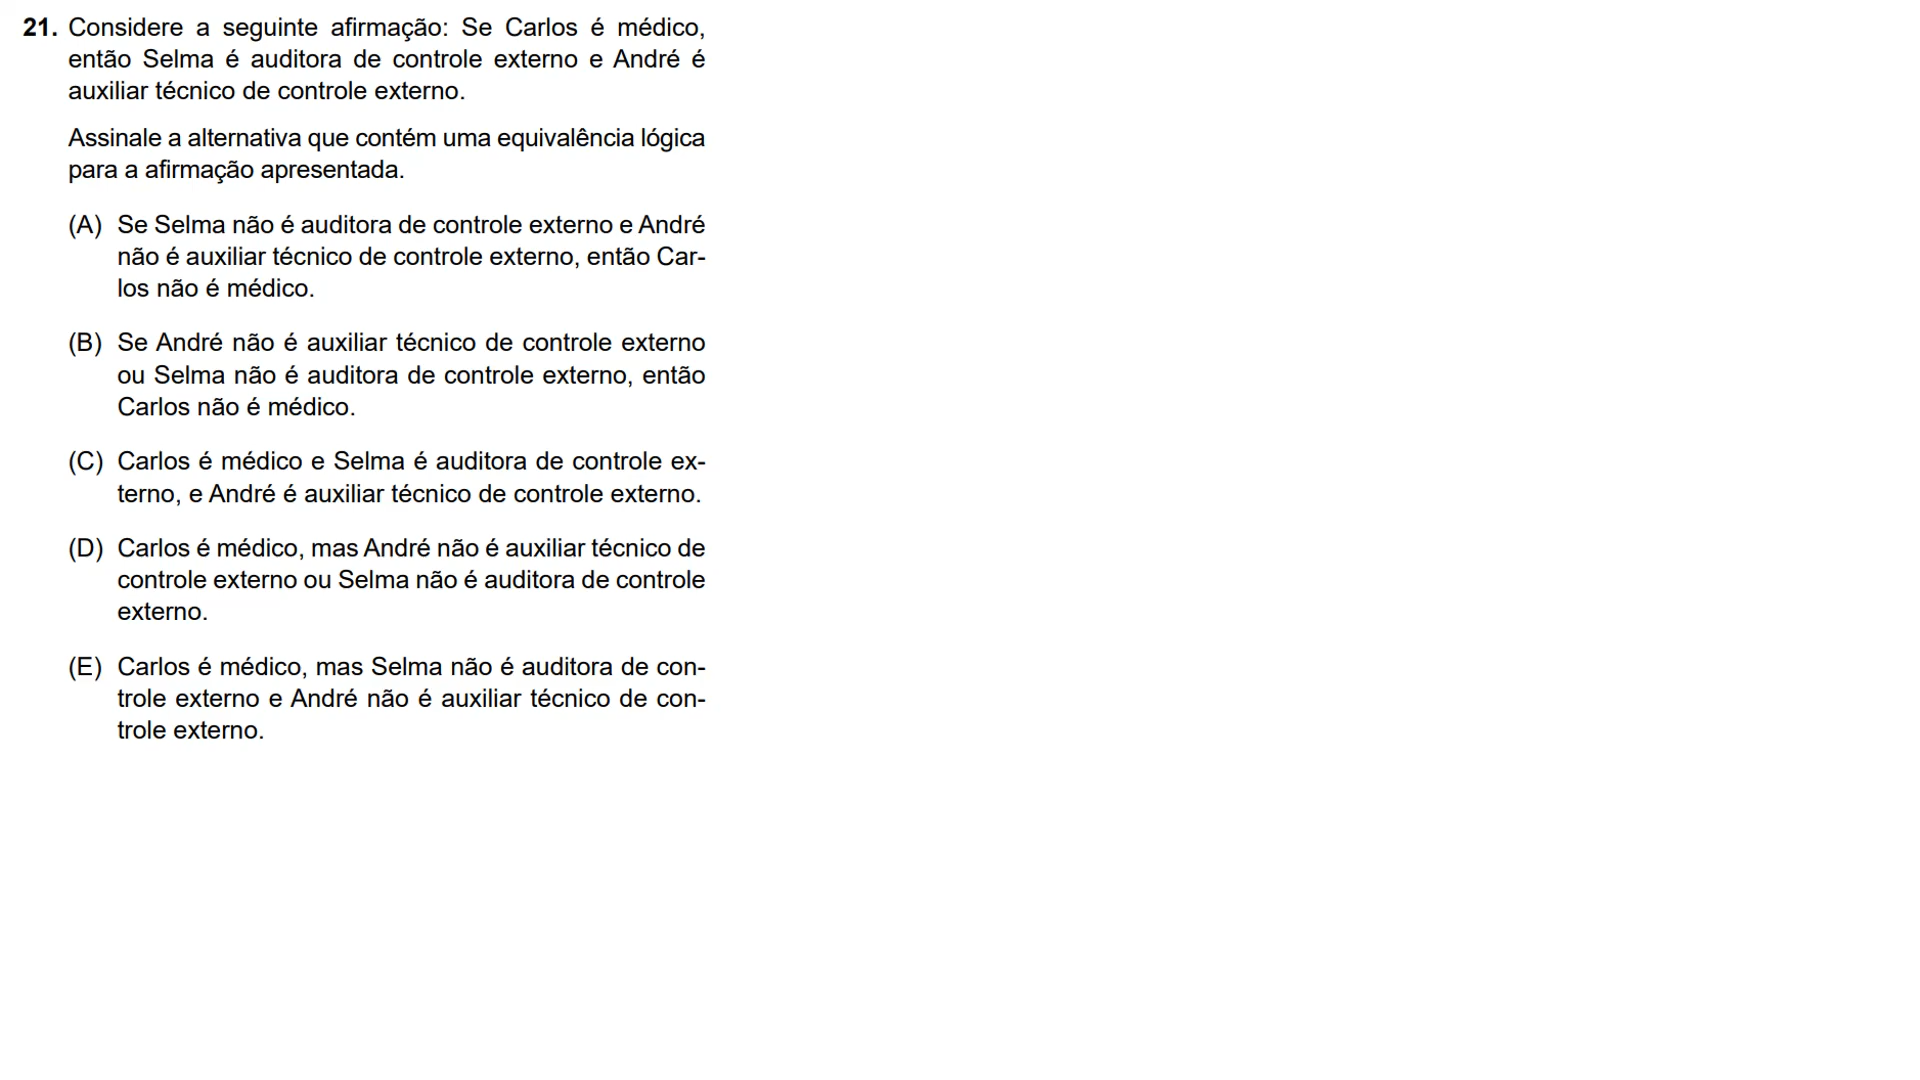 21. Considere a seguinte afirmação: Se Carlos é médico,
então Selma é auditora de controle externo e André é
auxiliar técnico de controle externo.
Assinale a alternativa que contém uma equivalência lógica
para a afirmação apresentada.
(A) Se Selma não é auditora de controle externo e André
não é auxiliar técnico de controle externo, então Car-
los não é médico.
(B) Se André não é auxiliar técnico de controle externo
ou Selma não é auditora de controle externo, então
Carlos não é médico.
(C) Carlos é médico e Selma é auditora de controle ex-
terno, e André é auxiliar técnico de controle externo.
(D) Carlos é médico, mas André não é auxiliar técnico de
controle externo ou Selma não é auditora de controle
externo.
(E) Carlos é médico, mas Selma não é auditora de con-
trole externo e André não é auxiliar técnico de con-
trole externo.